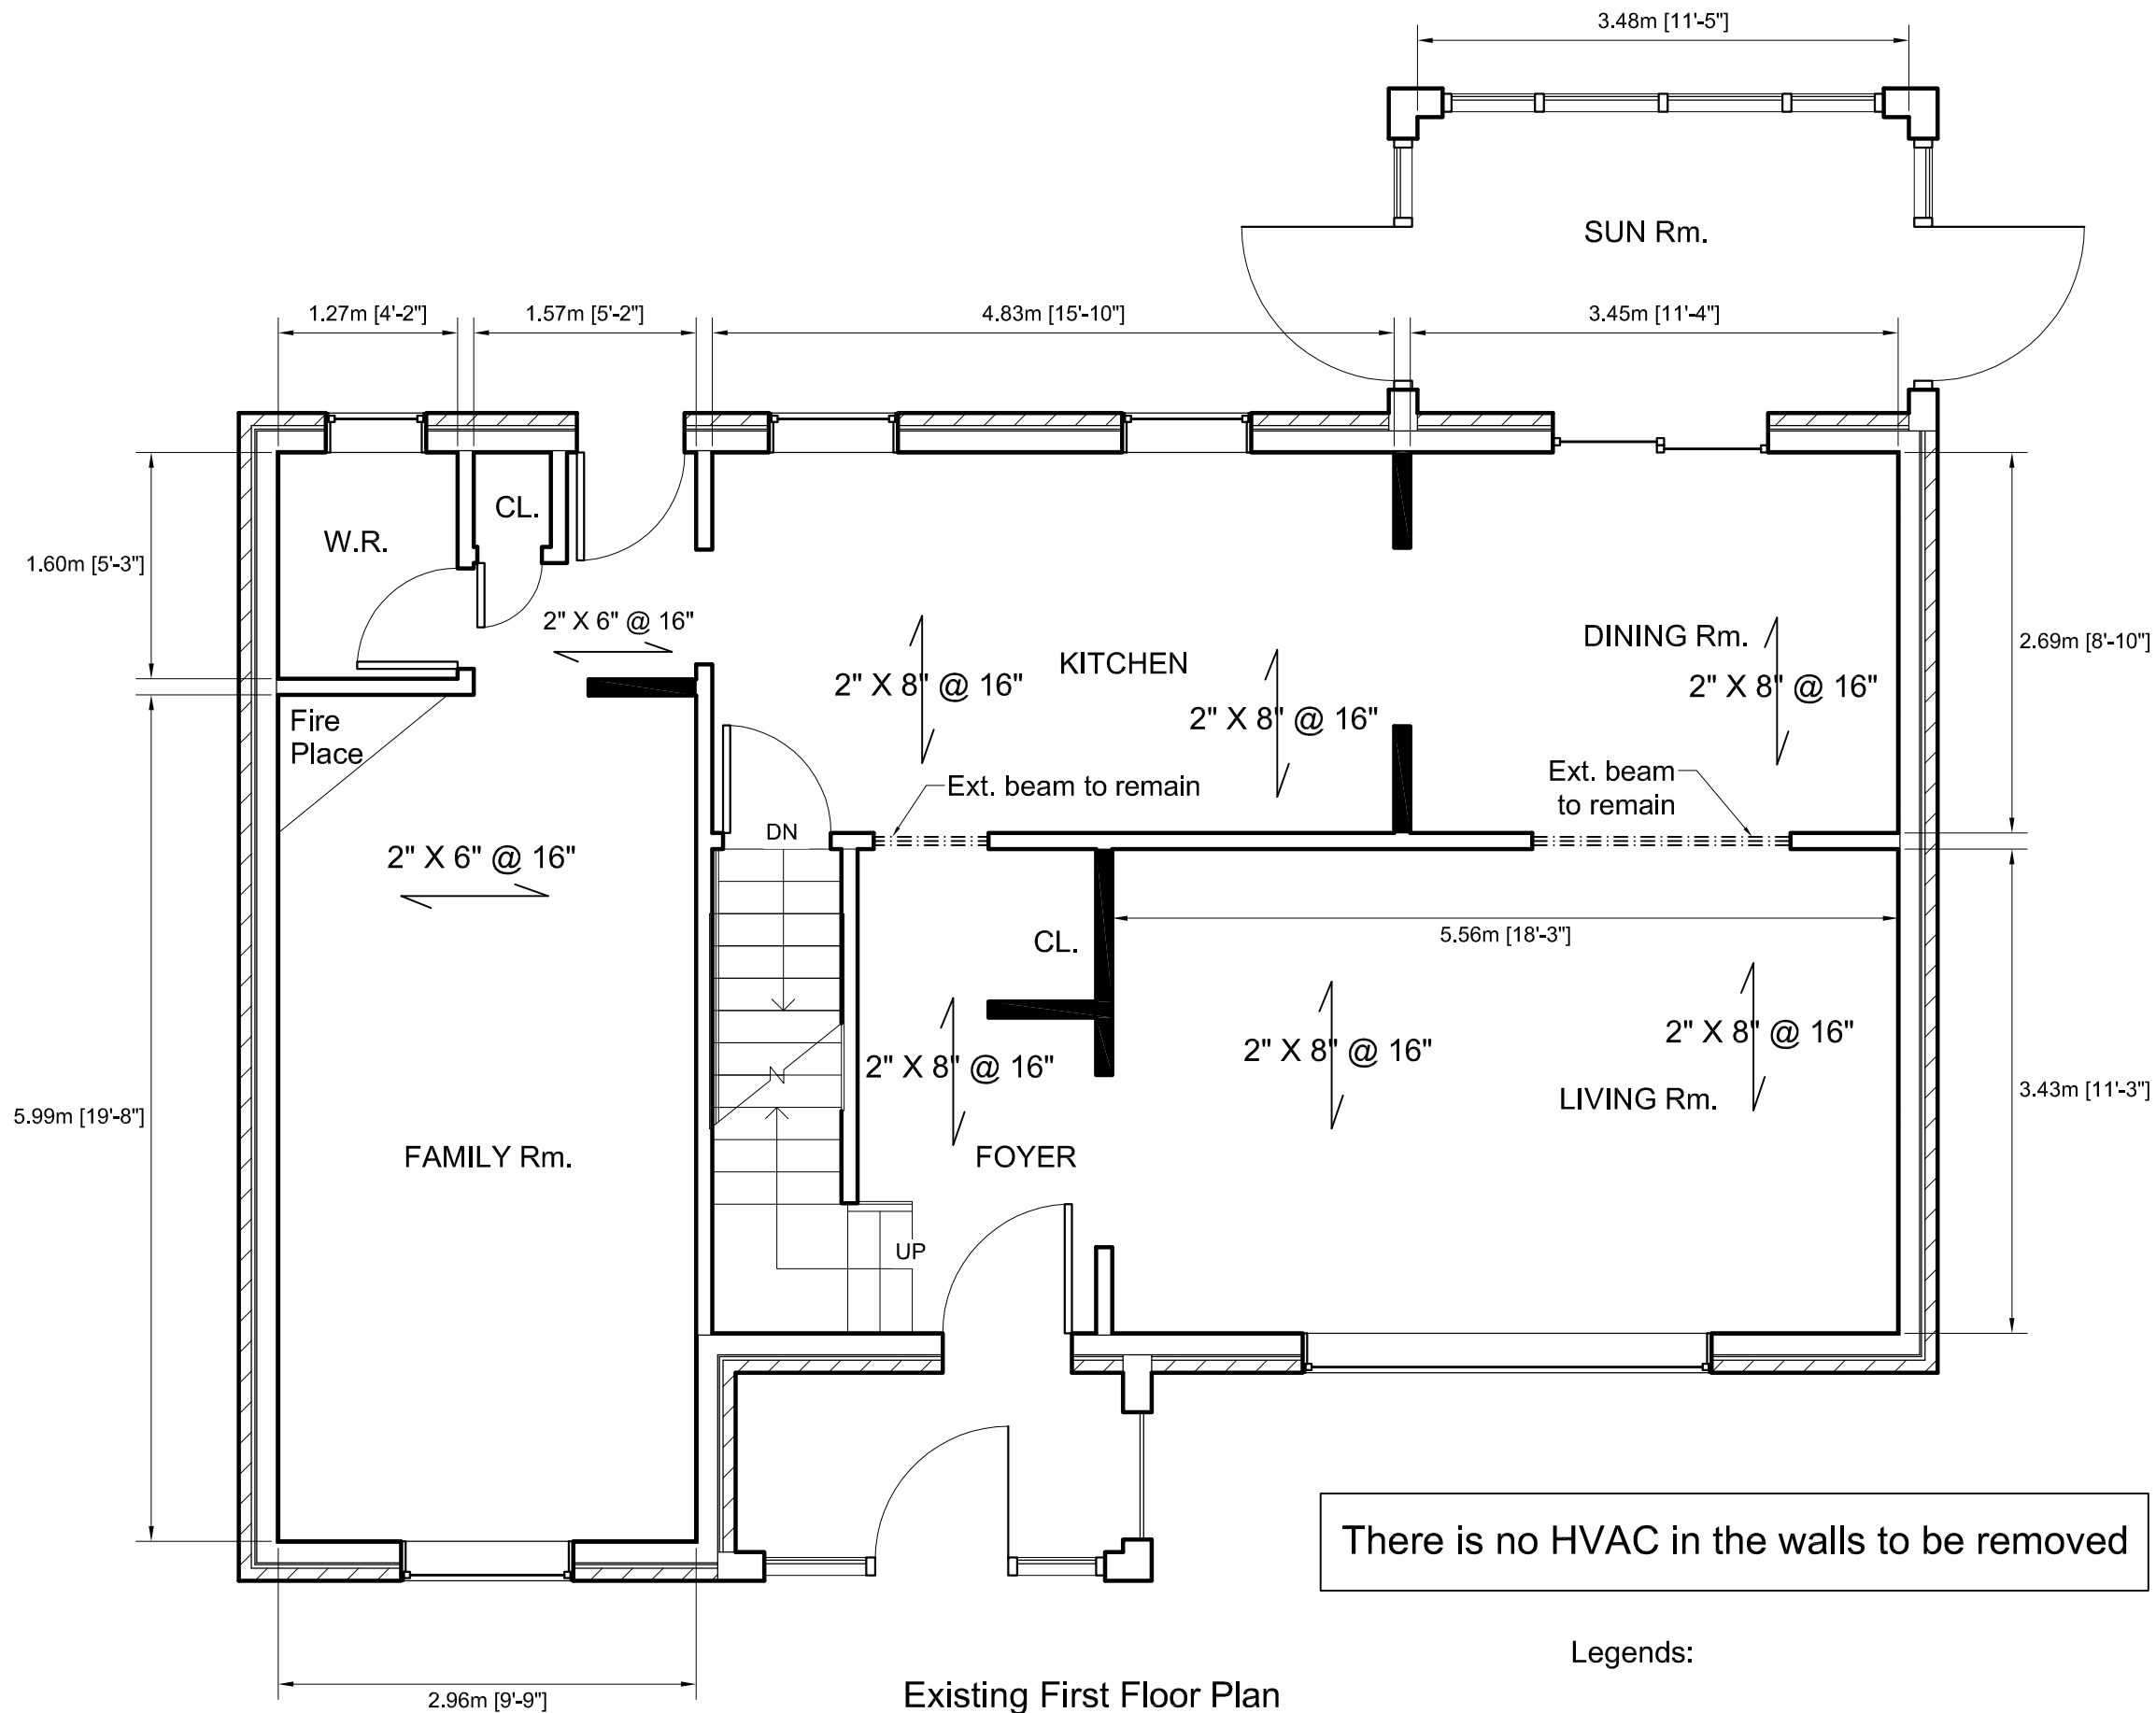 3.48m [11'-5"]
SUN Rm.
1.27m [4'-2"]
1.57m [5'-2"]
4.83m [15'-10"]
3.45m [11'-4"]
CL.
W.R.
1.60m [5'-3"]
2" X 6" @ 16"
KITCHEN
DINING Rm.
2.69m [8'-10"]
2" X 8" @ 16"
2" X 8" @ 16"
2" X 8" @ 16"
Fire
Place
Ext. beam to remain
Ext. beam
to remain
DN
2" X 6" @ 16"
CL.
5.56m [18'-3"]
2" X 8" @ 16"
2" X 8" @ 16"
2" X 8" @ 16"
5.99m [19'-8"]
3.43m [11'-3"]
LIVING Rm.
FAMILY Rm.
FOYER
UP
There is no HVAC in the walls to be removed
Legends:
2.96m [9'-9"]
Existing First Floor Plan